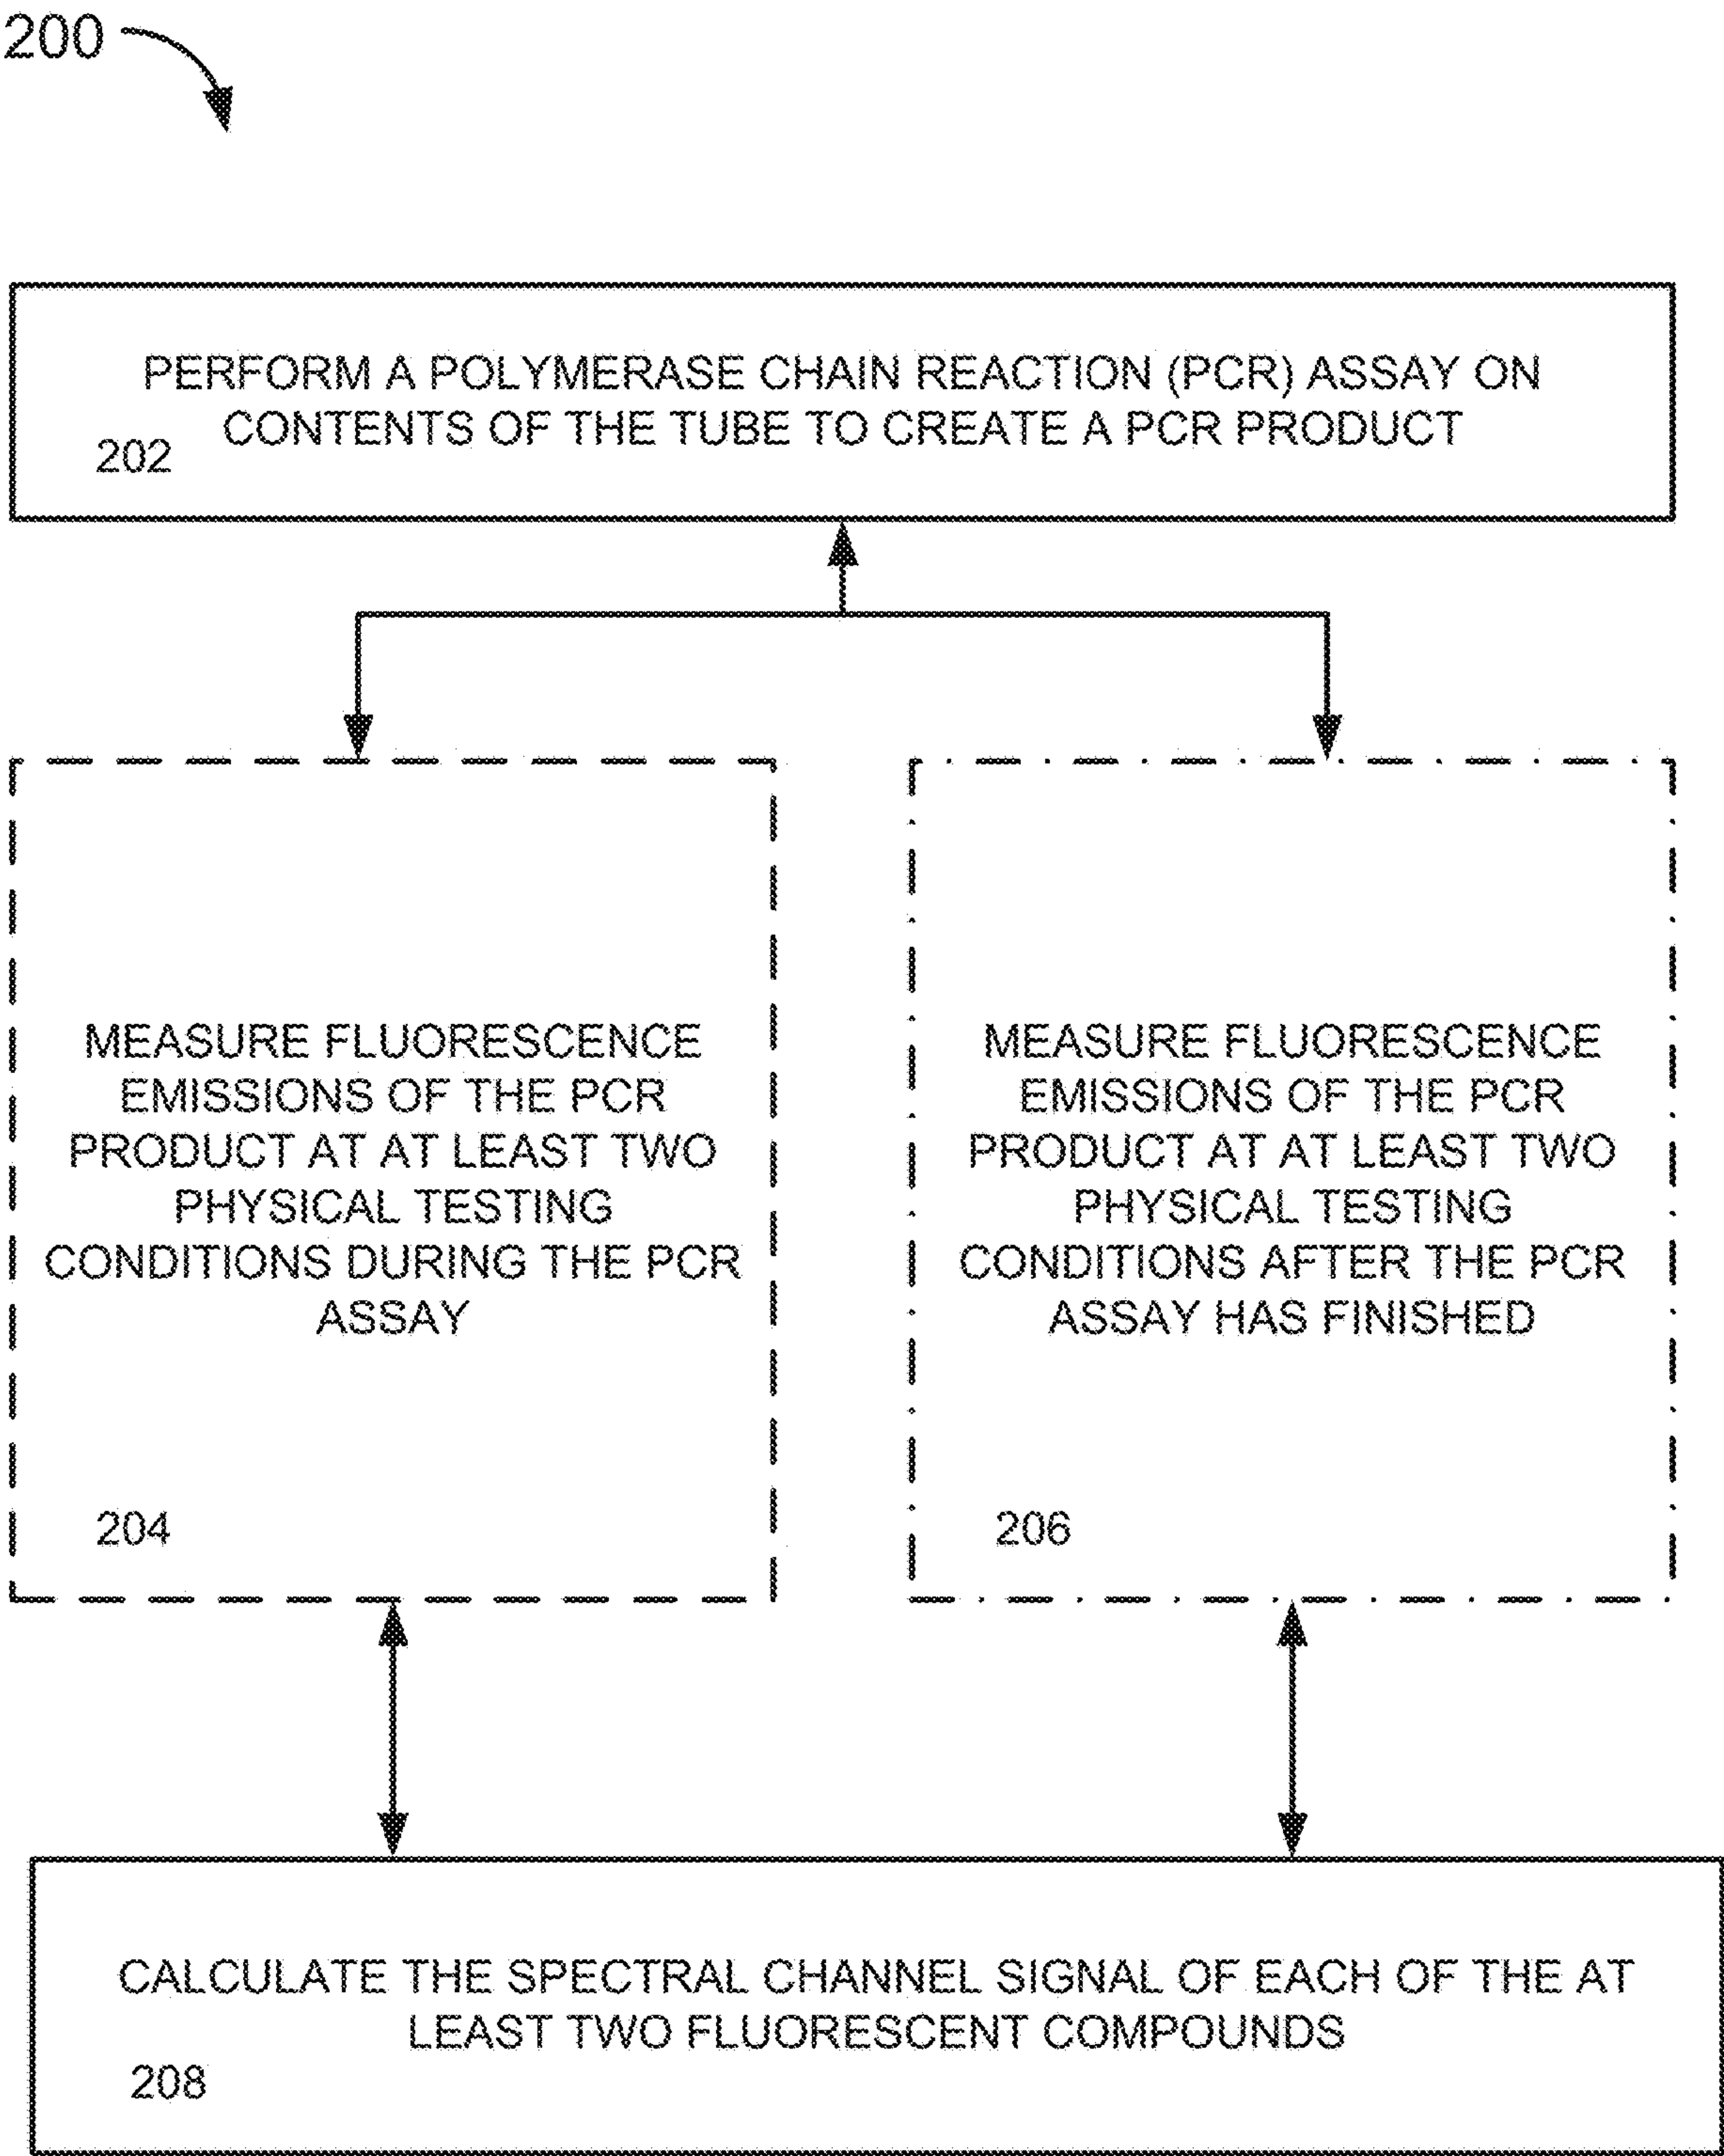 200
PERFORM A POLYMERASE CHAIN REACTION (PCR) ASSAY ON
CONTENTS OF THE TUBE TO CREATE A PCR PRODUCT
202
MEASURE FLUORESCENCE
EMISSIONS OF THE PCR
PRODUCT AT AT LEAST TWO
PHYSICAL TESTING
CONDITIONS DURING THE PCR
ASSAY
204
MEASURE FLUORESCENCE
EMISSIONS OF THE PCR
PRODUCT AT AT LEAST TWO
PHYSICAL TESTING
CONDITIONS AFTER THE PCR
ASSAY HAS FINISHED
206
CALCULATE THE SPECTRAL CHANNEL SIGNAL OF EACH OF THE AT
LEAST TWO FLUORESCENT COMPOUNDS
208